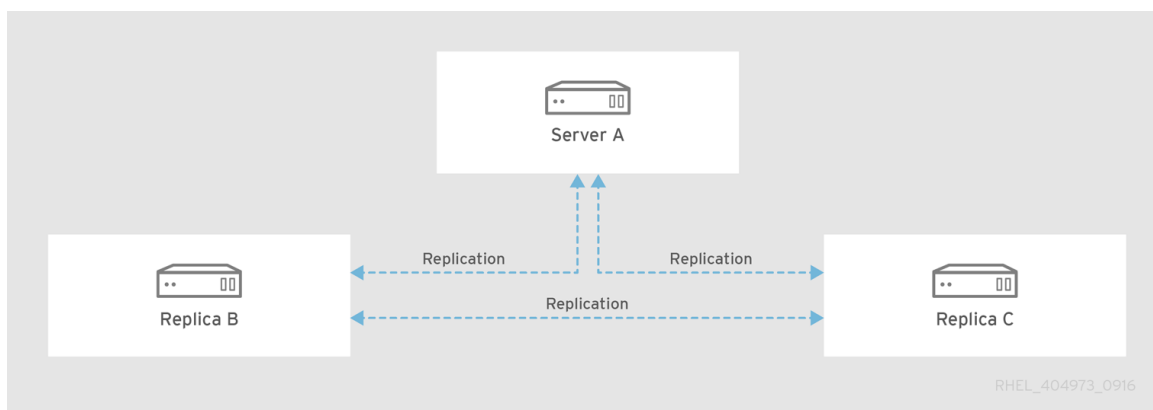 Server A
Replication
Replication
Replication
Replica B
Replica C
RHEL_404973_0916